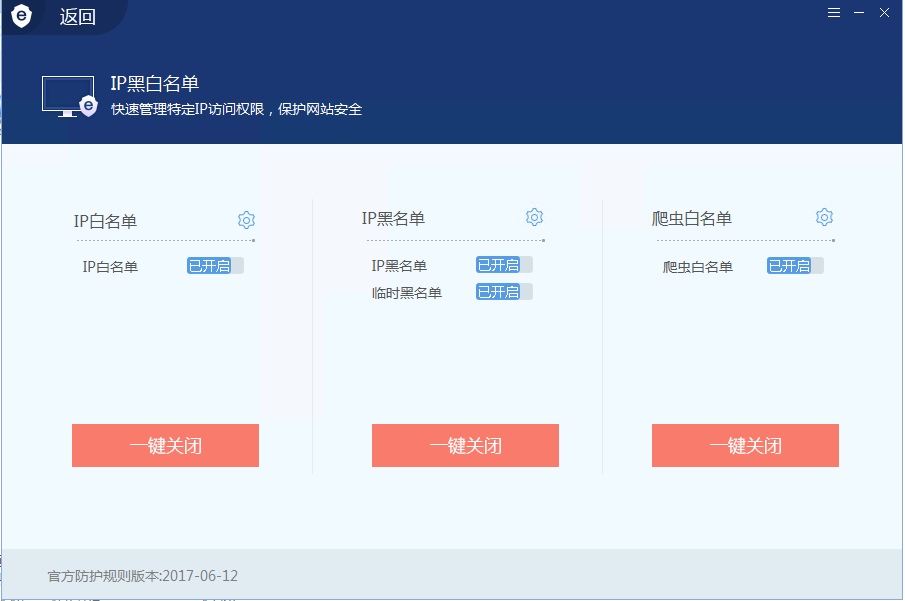 返回
IP黑白名单
快速管理特定IP访问权限，保护网站安全
IP白名单
IP白名单 已开启
一键关闭
IP黑名单
IP黑名单 已开启
临时黑名单 已开启
一键关闭
爬虫白名单
爬虫白名单 已开启
一键关闭
官方防护规则版本:2017-06-12